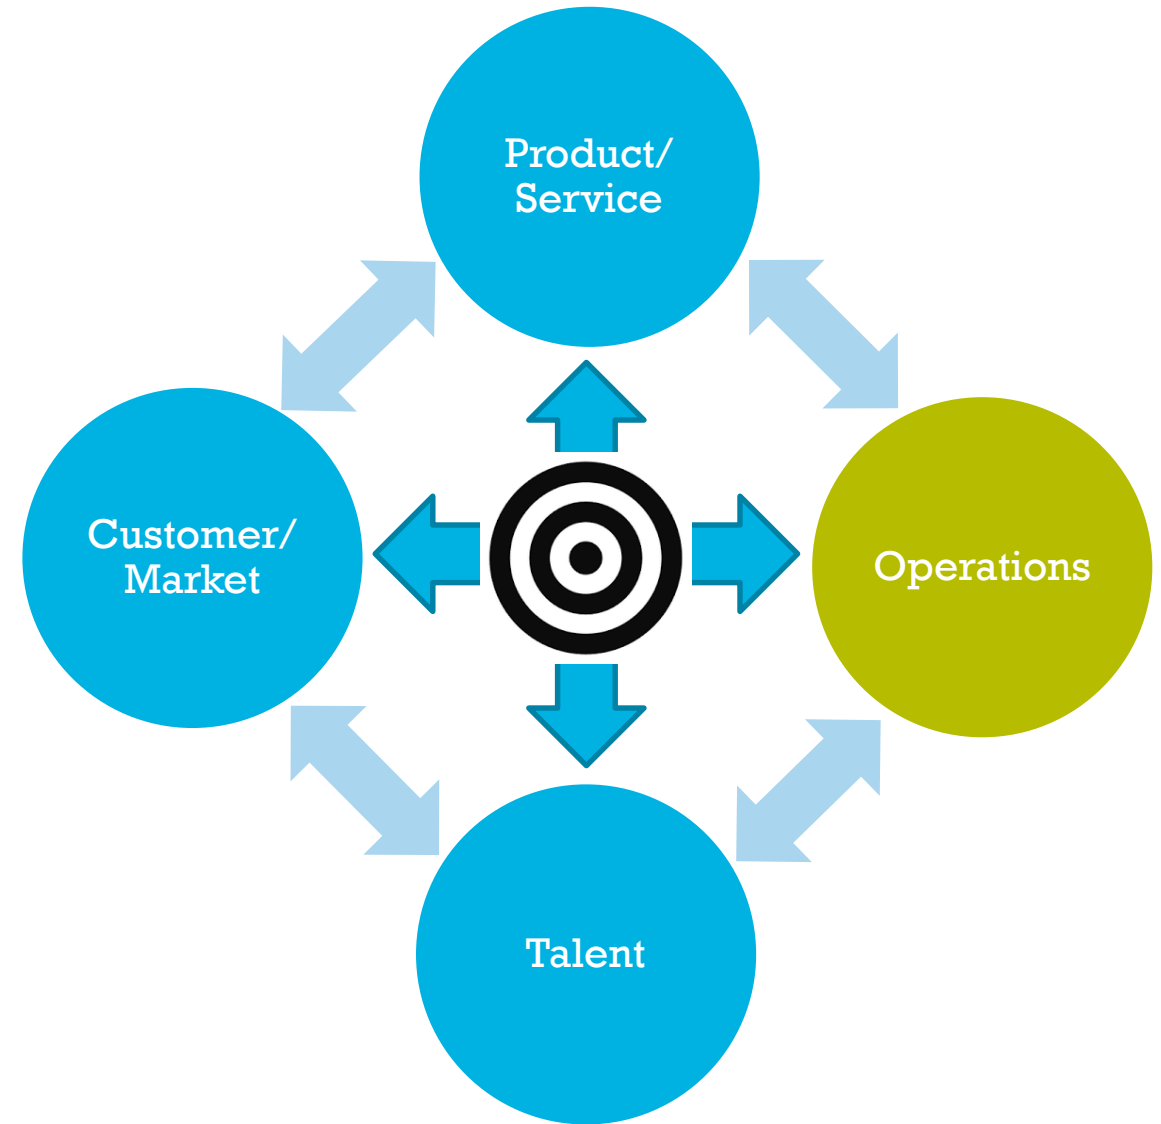 Product/
Service
Customer/
Market
Operations
Talent